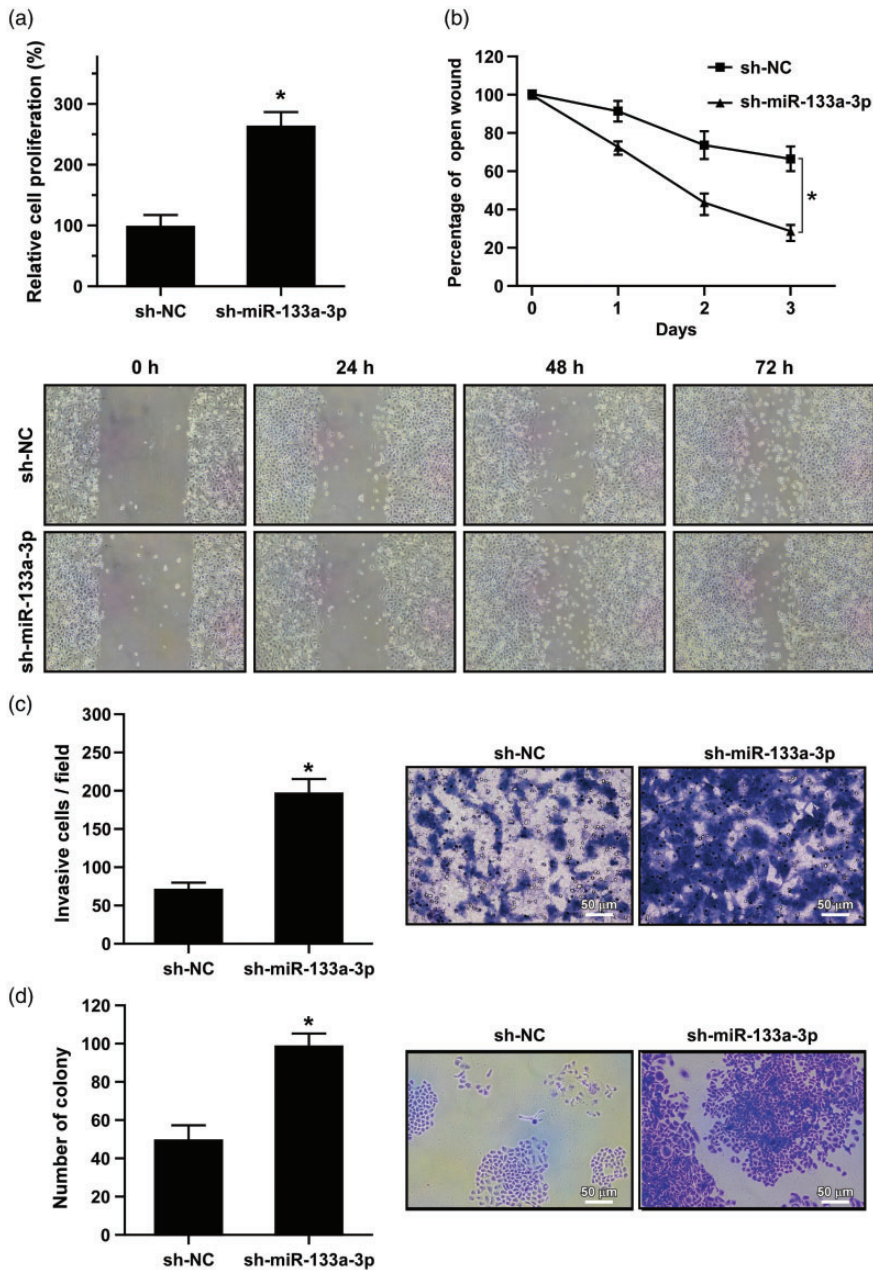 (a)
Relative cell proliferation (%)
300
200
100
0
sh-NC sh-miR-133a-3p
*
(b)
Percentage of open wound
120
100
80
60
40
20
0
0 1 2 3
Days
sh-NC
sh-miR-133a-3p
*
0 h 24 h 48 h 72 h
sh-NC
sh-miR-133a-3p
(c)
Invasive cells / field
300
250
200
150
100
50
0
sh-NC sh-miR-133a-3p
*
sh-NC sh-miR-133a-3p
50 μm 50 μm
(d)
Number of colony
120
100
80
60
40
20
0
sh-NC sh-miR-133a-3p
*
sh-NC sh-miR-133a-3p
50 μm 50 μm